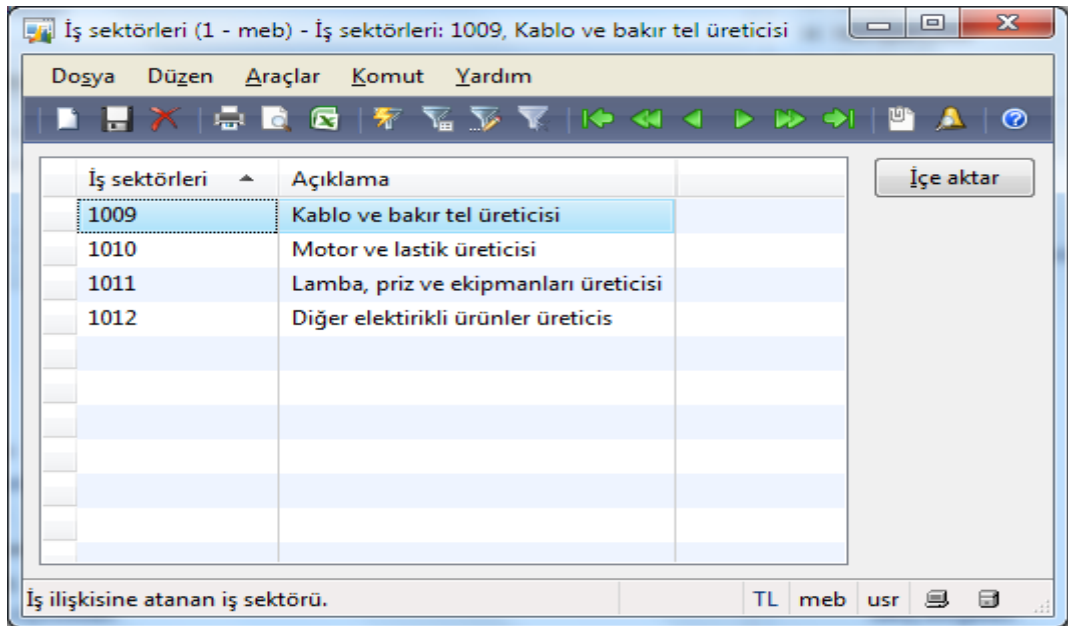 İş sektörleri (1 - meb) - İş sektörleri: 1009, Kablo ve bakır tel üreticisi
Dosya Düzen Araçlar Komut Yardım
İş sektörleri Açıklama İçe aktar
1009 Kablo ve bakır tel üreticisi
1010 Motor ve lastik üreticisi
1011 Lamba, priz ve ekipmanları üreticisi
1012 Diğer elektirikli ürünler üreticis
İş ilişkisine atanan iş sektörü. TL meb usr